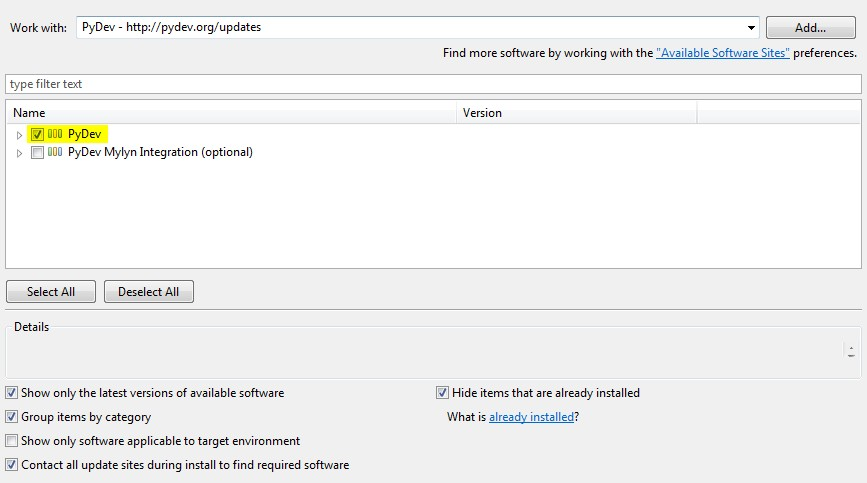 Work with: PyDev - http://pydev.org/updates Add...
Find more software by working with the "Available Software Sites" preferences.
type filter text
Name Version
PyDev
PyDev Mylyn Integration (optional)
Select All Deselect All
Details
Show only the latest versions of available software Hide items that are already installed
Group items by category What is already installed?
Show only software applicable to target environment
Contact all update sites during install to find required software